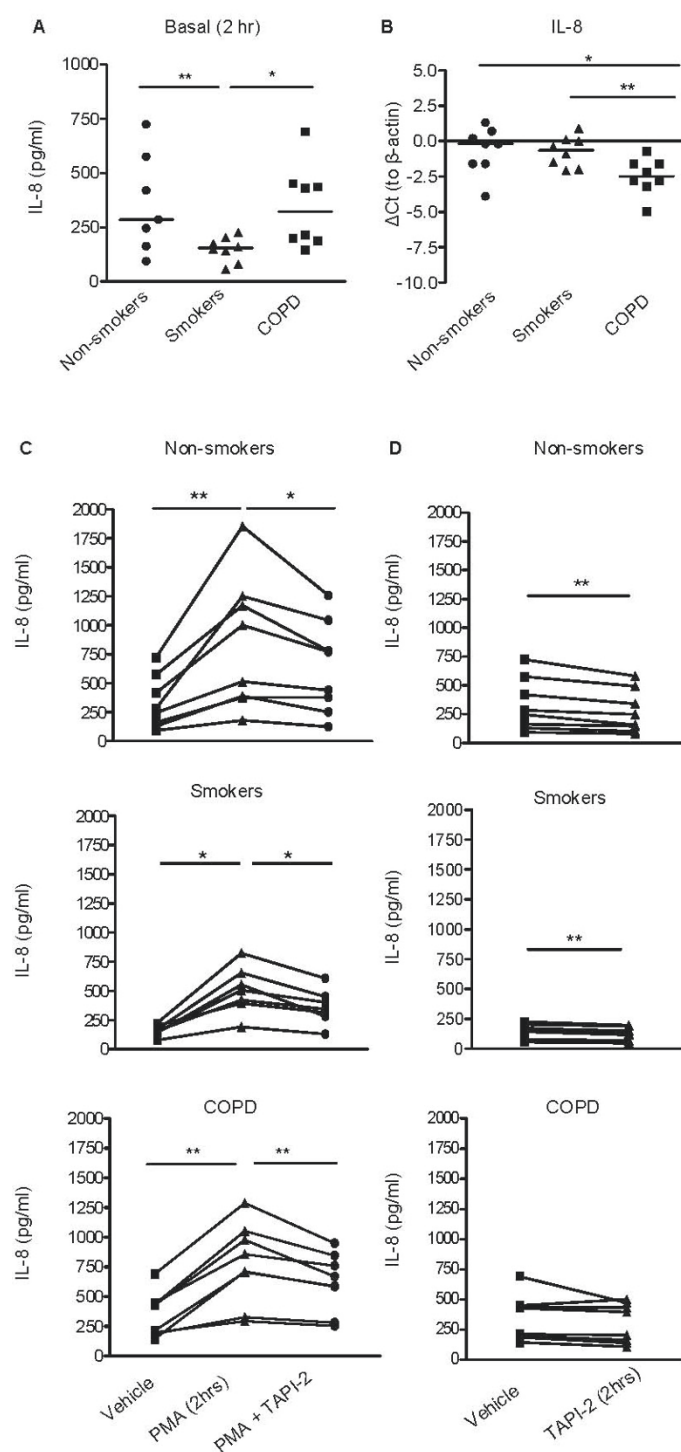 A
Basal (2 hr)
**
*
IL-8 (pg/ml)
1000
750
500
250
0
Non-smokers
Smokers
COPD
B
IL-8
*
**
ΔCt (to β-actin)
5.0
2.5
0.0
-2.5
-5.0
-7.5
-10.0
Non-smokers
Smokers
COPD
C
Non-smokers
**
*
IL-8 (pg/ml)
2000
1750
1500
1250
1000
750
500
250
0
D
Non-smokers
**
IL-8 (pg/ml)
2000
1750
1500
1250
1000
750
500
250
0
Smokers
*
*
IL-8 (pg/ml)
2000
1750
1500
1250
1000
750
500
250
0
Smokers
**
IL-8 (pg/ml)
2000
1750
1500
1250
1000
750
500
250
0
COPD
**
**
IL-8 (pg/ml)
2000
1750
1500
1250
1000
750
500
250
0
Vehicle
PMA (2hrs)
PMA + TAPI-2
COPD
IL-8 (pg/ml)
2000
1750
1500
1250
1000
750
500
250
0
Vehicle
TAPI-2 (2hrs)